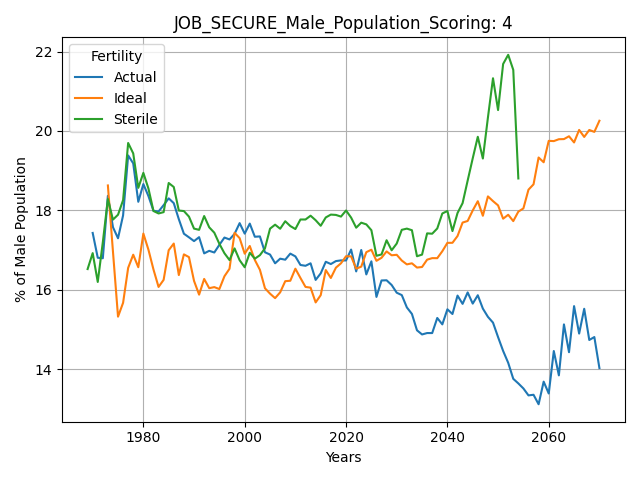 JOB_SECURE_Male_Population_Scoring: 4
Fertility
Actual
Ideal
Sterile
% of Male Population
22
20
18
16
14
1980 2000 2020 2040 2060
Years